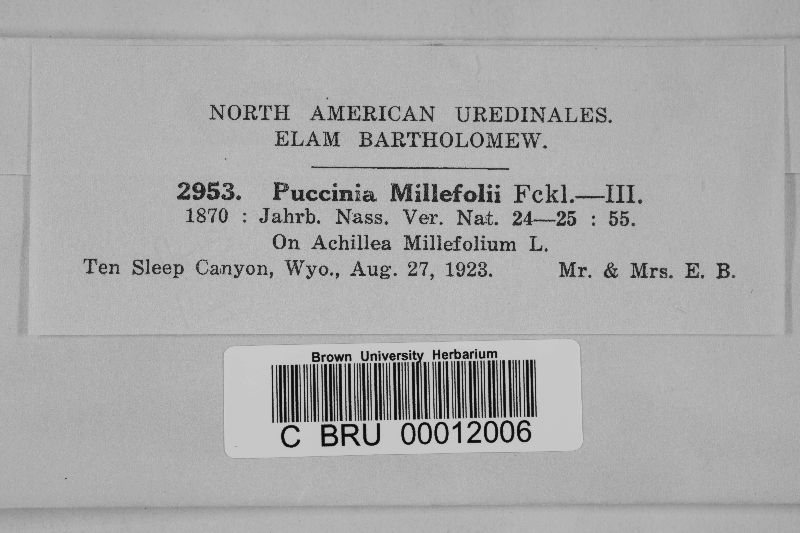 NORTH AMERICAN UREDINALES.
ELAM BARTHOLOMEW.
2953. Puccinia Millefolii Fckl.—III.
1870 : Jahrb. Nass. Ver. Nat. 24—25 : 55.
On Achillea Millefolium L.
Ten Sleep Canyon, Wyo., Aug. 27, 1923. Mr. & Mrs. E. B.
Brown University Herbarium
C BRU 00012006